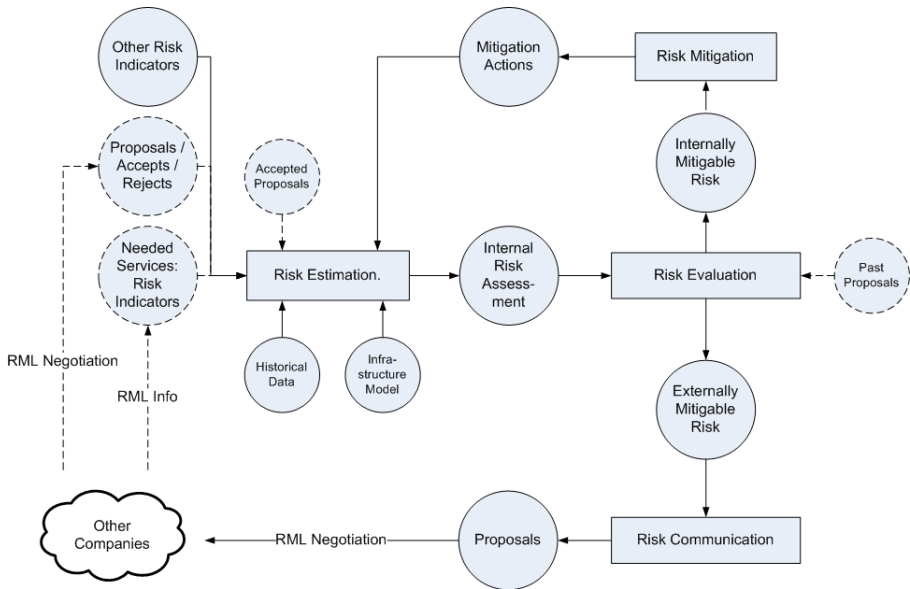 Other Risk
Indicators
Mitigation
Actions
Risk Mitigation
Proposals /
Accepts /
Rejects
Accepted
Proposals
Internally
Mitigable
Risk
Needed
Services:
Risk
Indicators
Risk Estimation.
Internal
Risk
Assess-
ment
Risk Evaluation
Past
Proposals
RML Negotiation
RML Info
Historical
Data
Infra-
structure
Model
Externally
Mitigable
Risk
Other
Companies
RML Negotiation
Proposals
Risk Communication